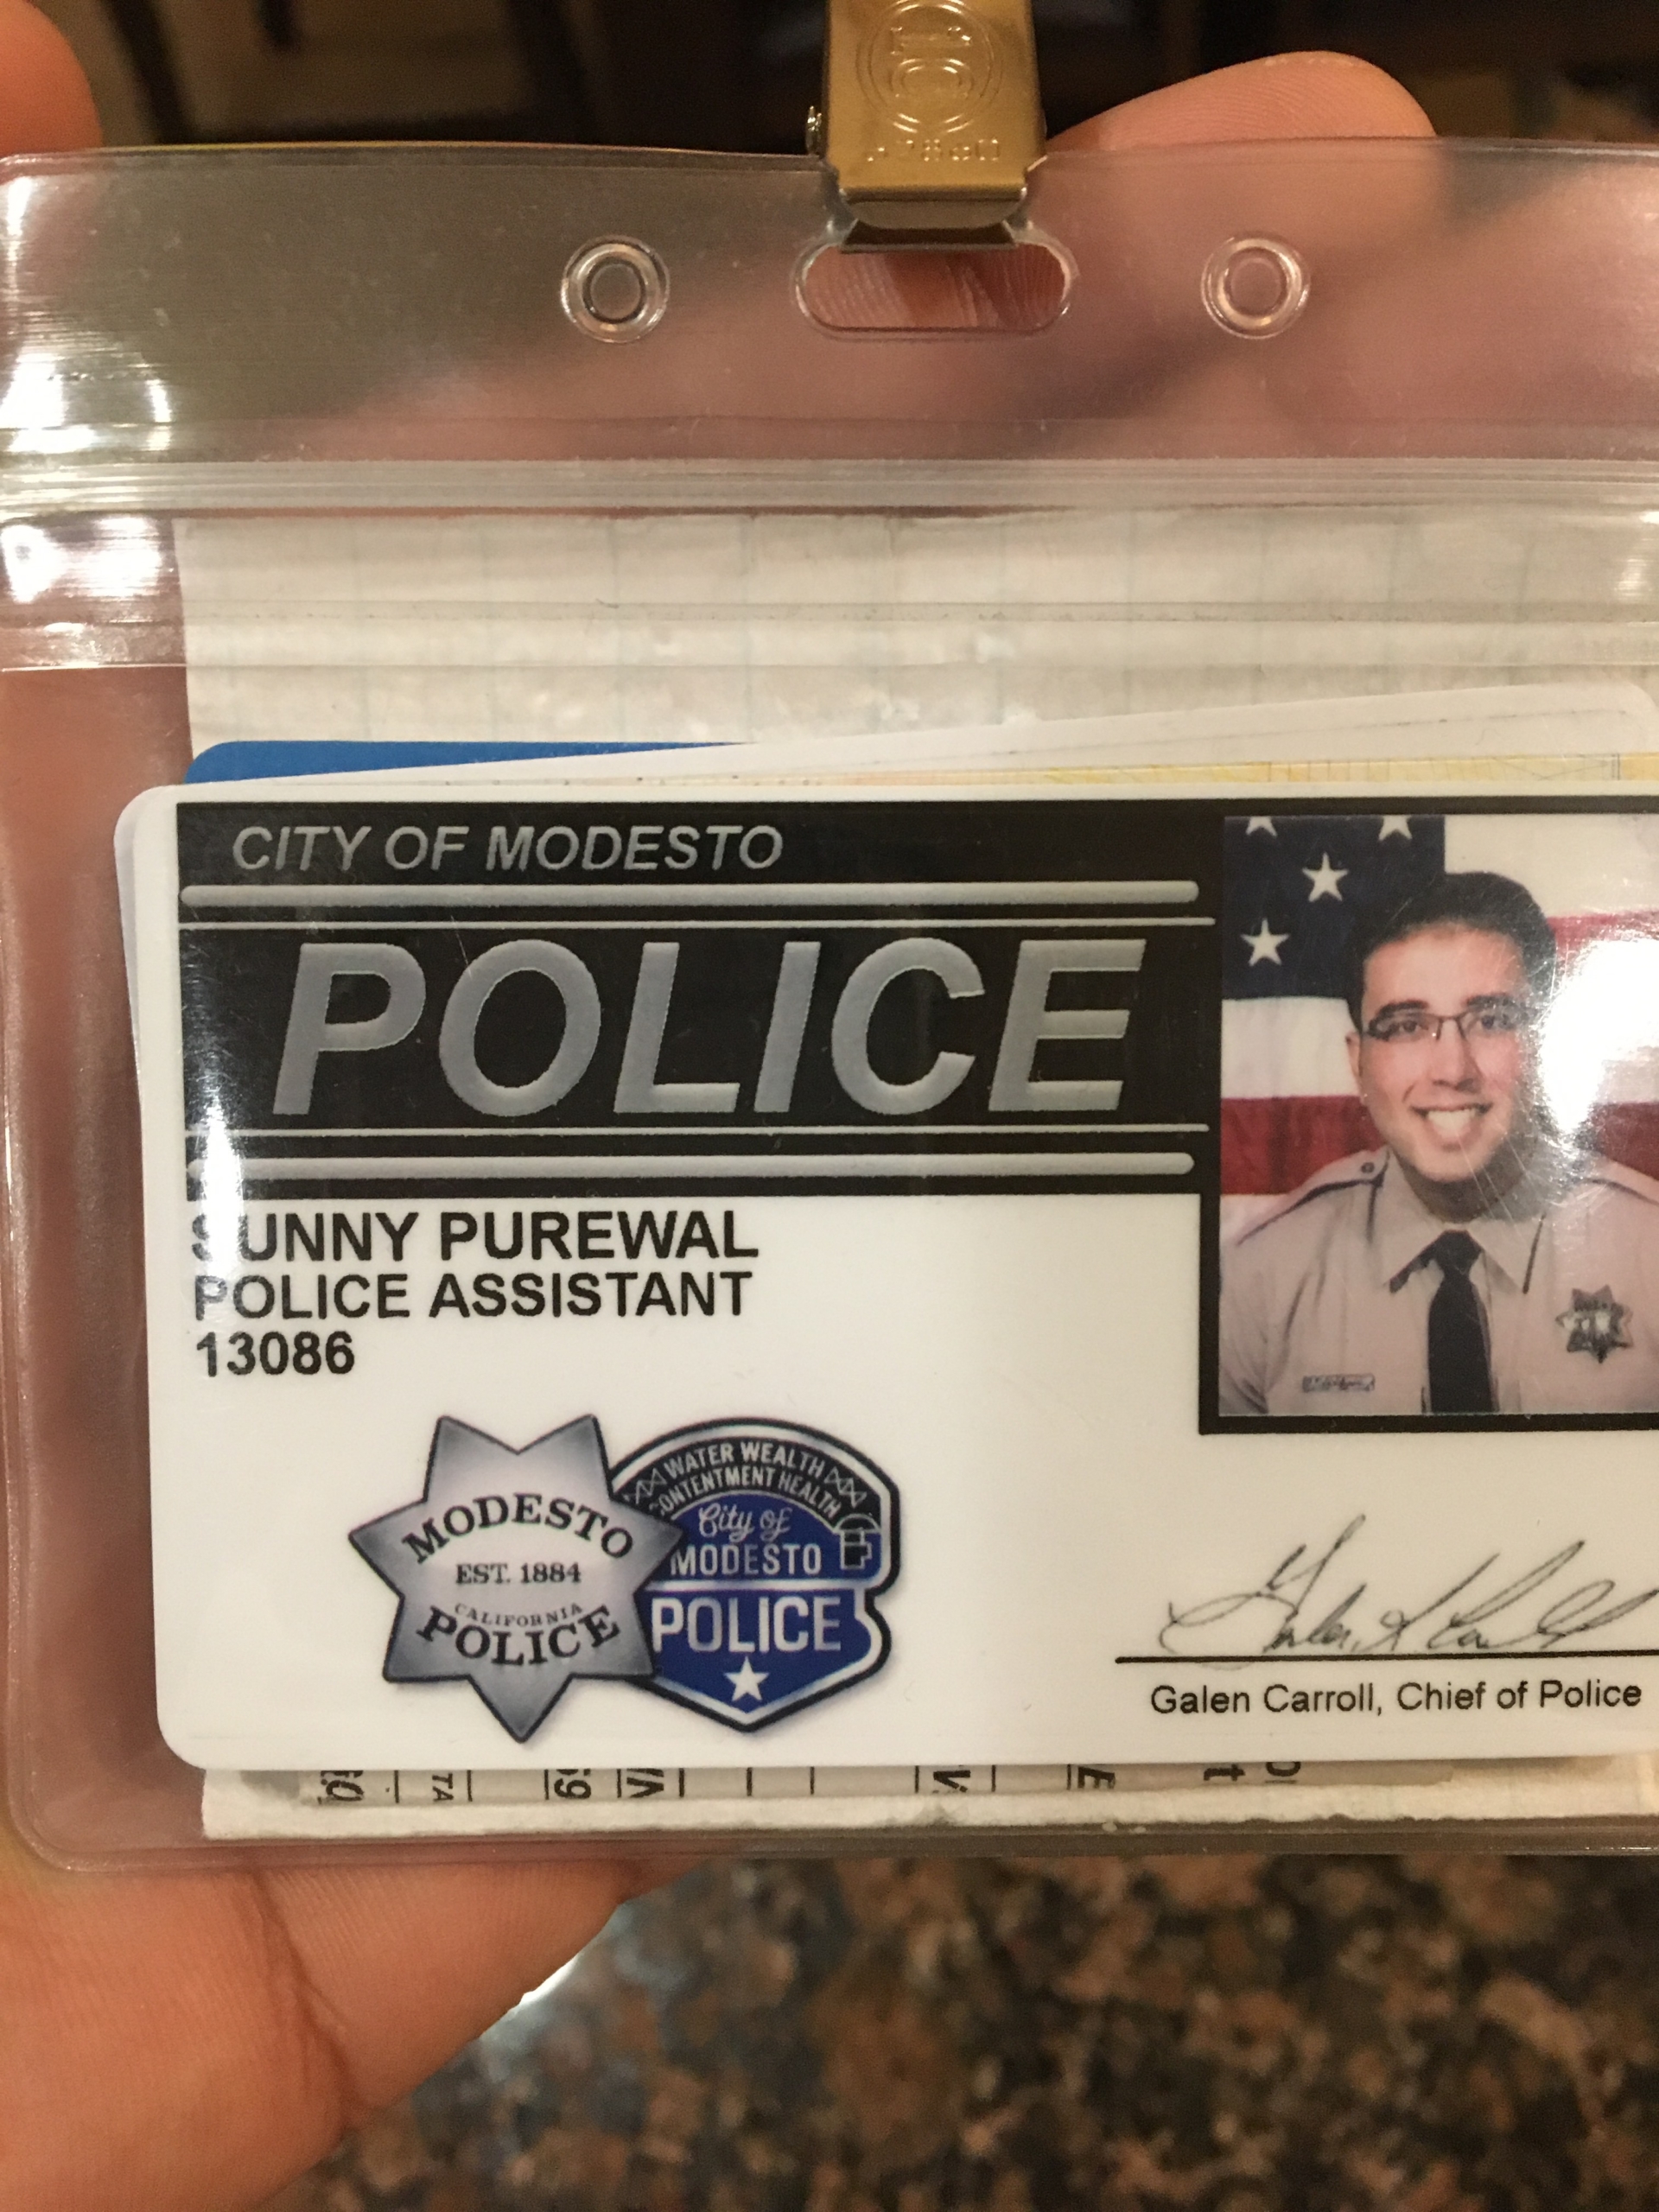 CITY OF MODESTO
POLICE
SUNNY PUREWAL
POLICE ASSISTANT
13086
MODESTO
EST. 1884
CALIFORNIA
POLICE
WATER WEALTH
CONTENTMENT HEALTH
City of
MODESTO
POLICE
Galen Carroll, Chief of Police